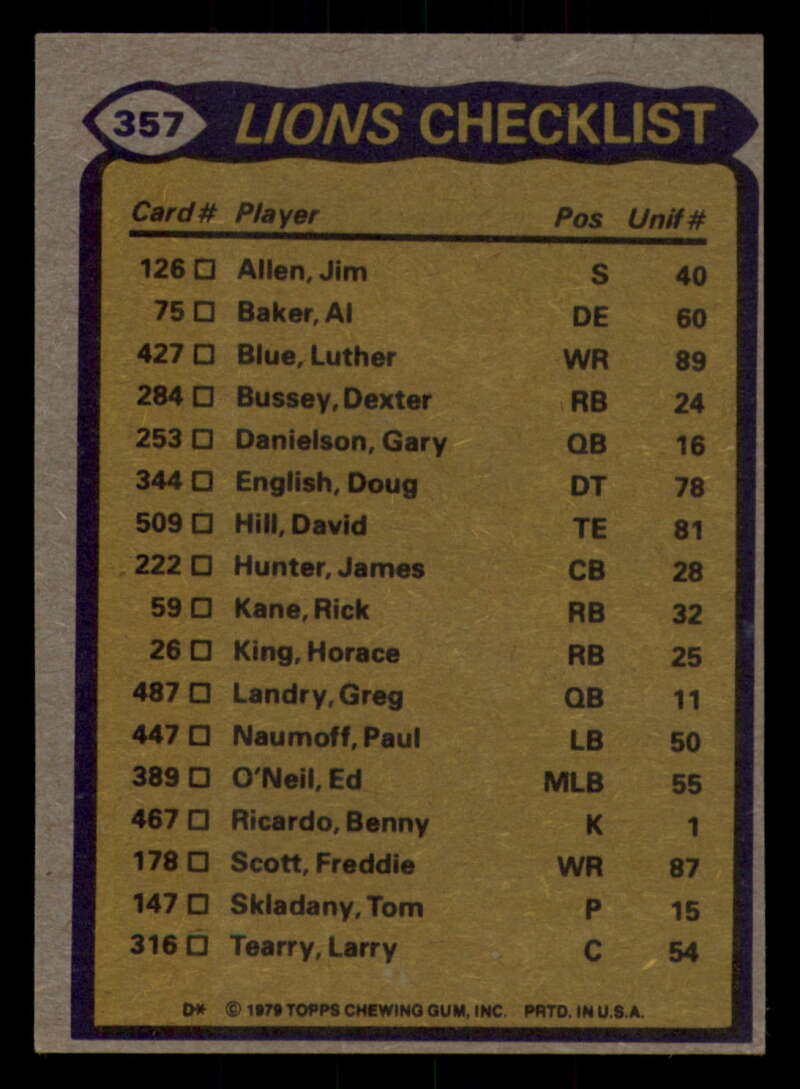 357 LIONS CHECKLIST
Card# Player Pos Unif#
126 □ Allen, Jim S 40
75 □ Baker, Al DE 60
427 □ Blue, Luther WR 89
284 □ Bussey, Dexter RB 24
253 □ Danielson, Gary QB 16
344 □ English, Doug DT 78
509 □ Hill, David TE 81
222 □ Hunter, James CB 28
59 □ Kane, Rick RB 32
26 □ King, Horace RB 25
487 □ Landry, Greg QB 11
447 □ Naumoff, Paul LB 50
389 □ O'Neil, Ed MLB 55
467 □ Ricardo, Benny K 1
178 □ Scott, Freddie WR 87
147 □ Skladany, Tom P 15
316 □ Tearry, Larry C 54
D* © 1979 TOPPS CHEWING GUM, INC. PRTD. IN U.S.A.